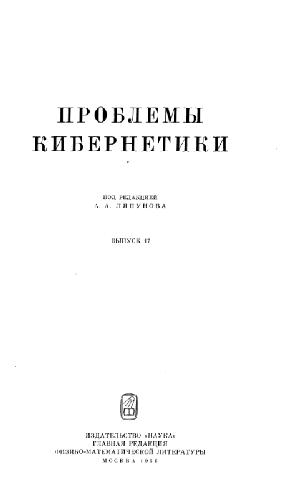 ПРОБЛЕМЫ
КИБЕРНЕТИКИ
ПОД РЕДАКЦИЕЙ
А. А. ЛЯПУНОВА
ВЫПУСК 17
ИЗДАТЕЛЬСТВО «НАУКА»
ГЛАВНАЯ РЕДАКЦИЯ
ФИЗИКО-МАТЕМАТИЧЕСКОЙ ЛИТЕРАТУРЫ
МОСКВА